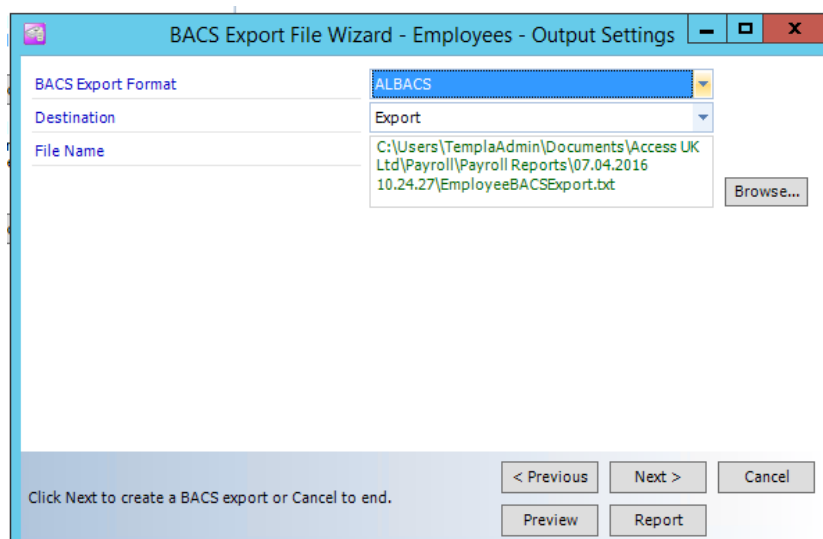 BACS Export File Wizard - Employees - Output Settings
BACS Export Format
ALBACS
Destination
Export
File Name
C:\Users\TemplaAdmin\Documents\Access UK
Ltd\Payroll\Payroll Reports\07.04.2016
10.24.27\EmployeeBACSExport.txt
Browse...
< Previous
Next >
Cancel
Click Next to create a BACS export or Cancel to end.
Preview
Report